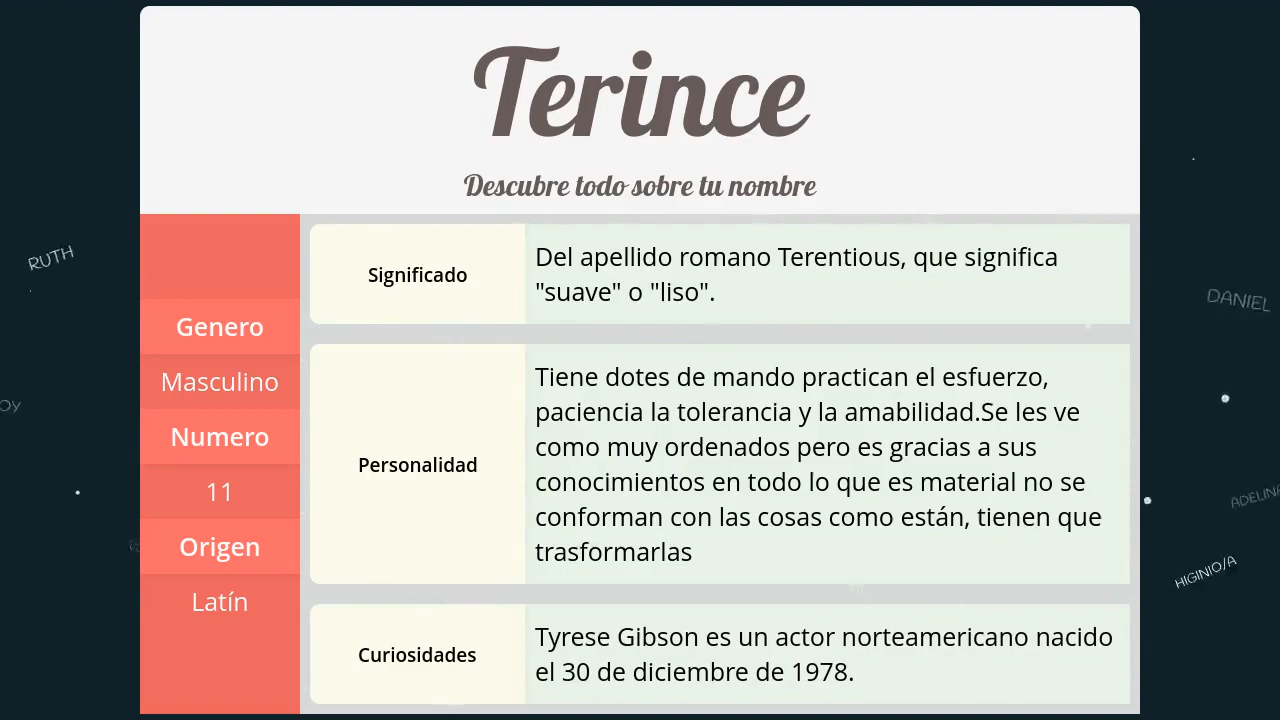 Terince
Descubre todo sobre tu nombre
Genero
Masculino
Numero
11
Origen
Latín
Significado
Del apellido romano Terentious, que significa
"suave" o "liso".
Personalidad
Tiene dotes de mando practican el esfuerzo,
paciencia la tolerancia y la amabilidad.Se les ve
como muy ordenados pero es gracias a sus
conocimientos en todo lo que es material no se
conforman con las cosas como están, tienen que
trasformarlas
Curiosidades
Tyrese Gibson es un actor norteamericano nacido
el 30 de diciembre de 1978.
RUTH
OY
DANIEL
ADELINA
HIGINIO/A